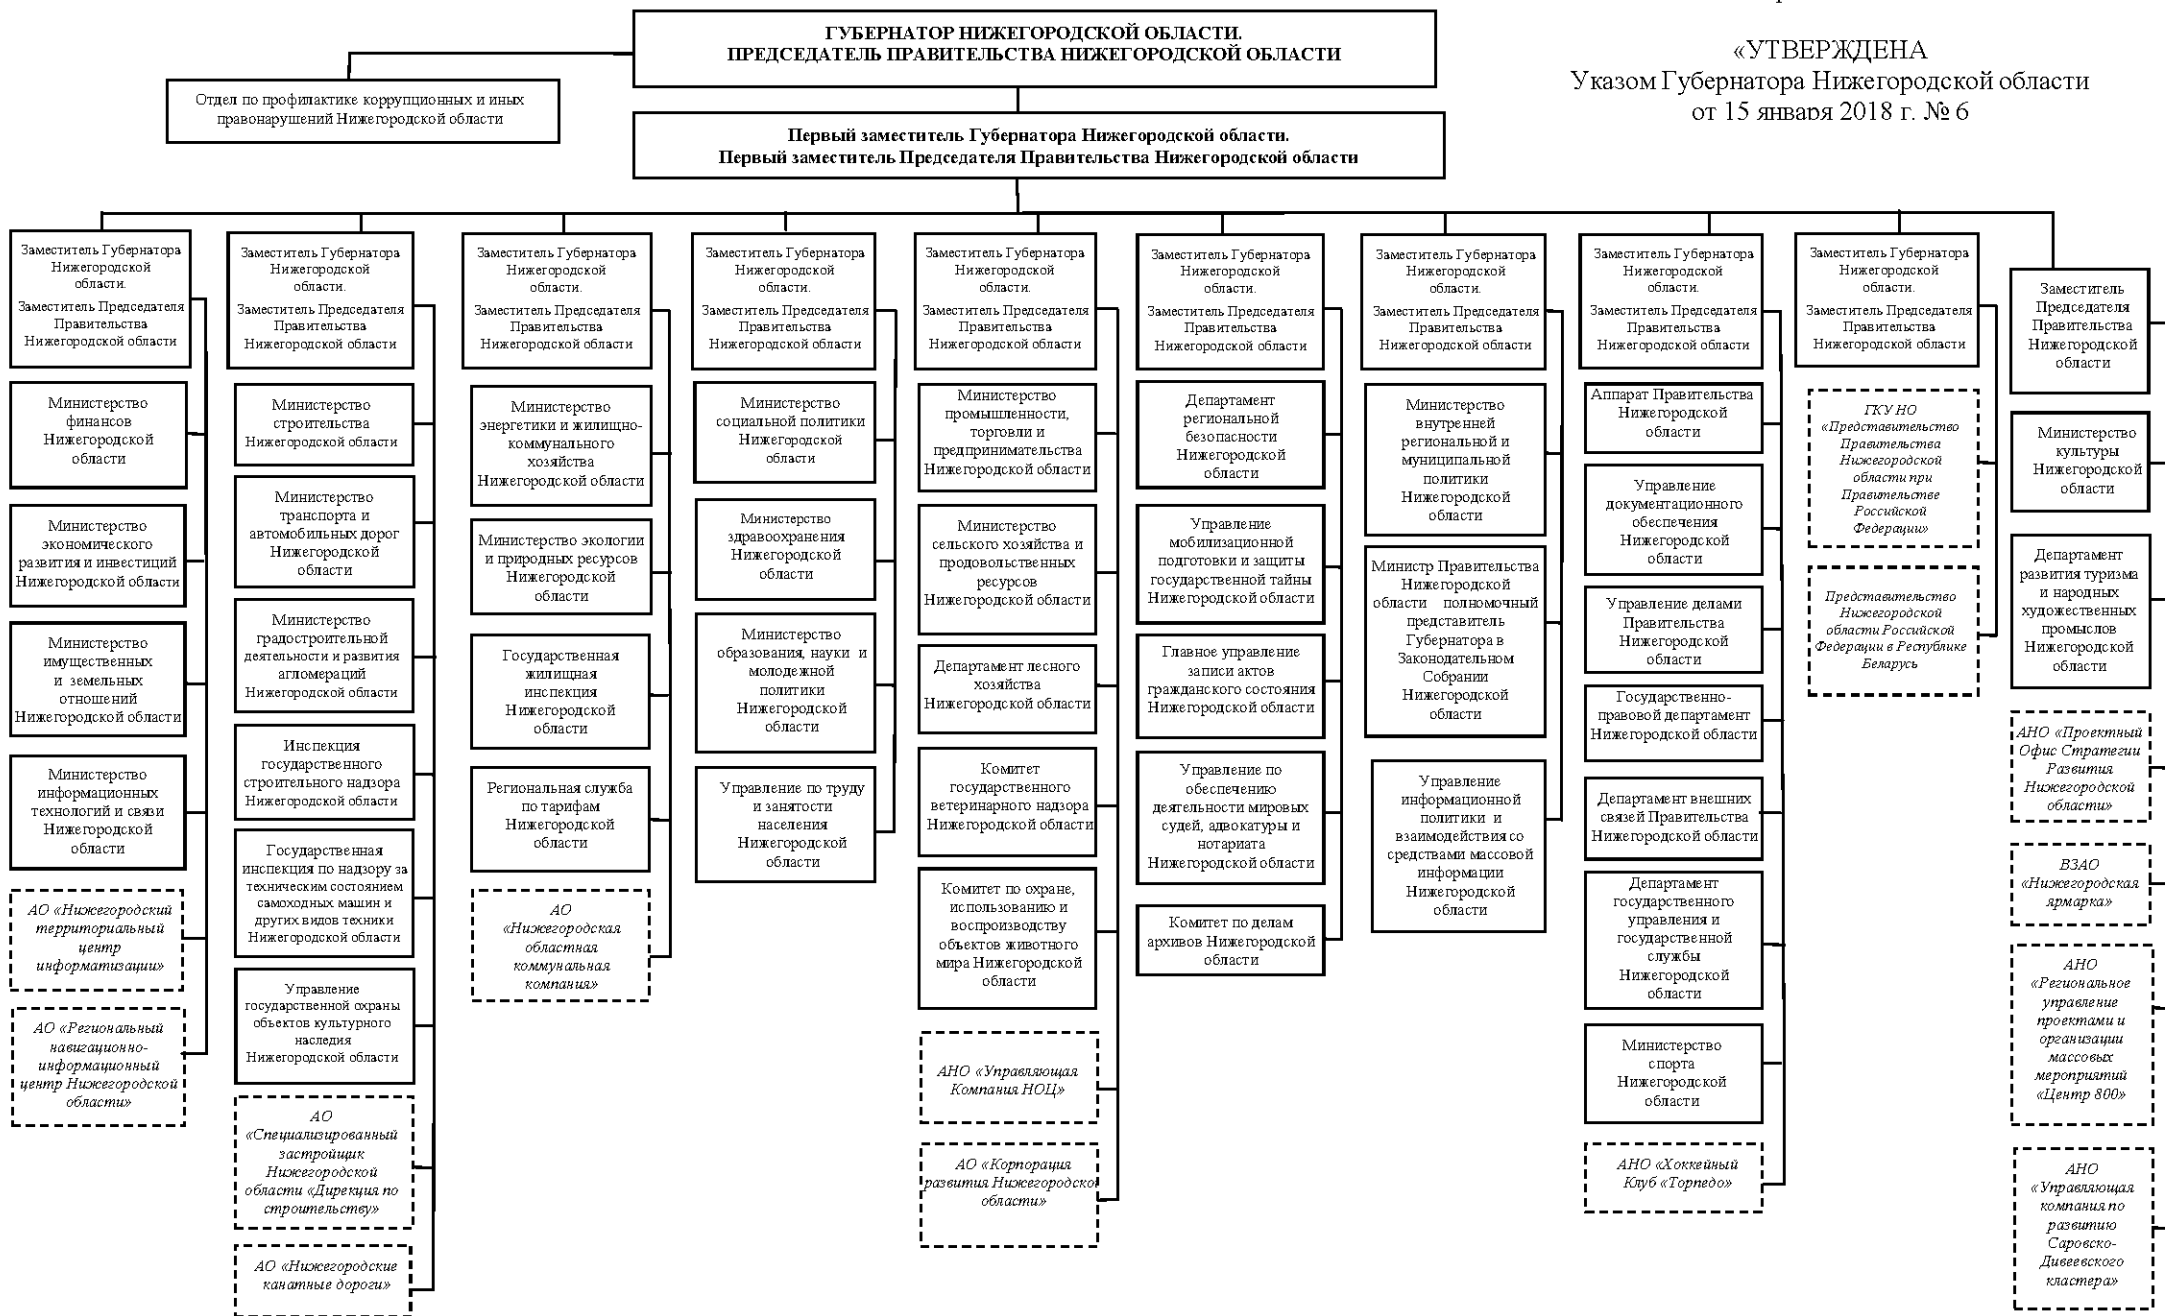 ГУБЕРНАТОР НИЖЕГОРОДСКОЙ ОБЛАСТИ.
ПРЕДСЕДАТЕЛЬ ПРАВИТЕЛЬСТВА НИЖЕГОРОДСКОЙ ОБЛАСТИ
«УТВЕРЖДЕНА
Указом Губернатора Нижегородской области
от 15 января 2018 г. № 6
Отдел по профилактике коррупционных и иных
правонарушений Нижегородской области
Первый заместитель Губернатора Нижегородской области.
Первый заместитель Председателя Правительства Нижегородской области
Заместитель Губернатора
Нижегородской
области.
Заместитель Председателя
Правительства
Нижегородской области
Министерство
финансов
Нижегородской
области
Министерство
экономического
развития и инвестиций
Нижегородской области
Министерство
имущественных
и земельных
отношений
Нижегородской области
Министерство
информационных
технологий и связи
Нижегородской
области
АО «Нижегородский
территориальный
центр
информатизации»
АО «Региональный
навигационно-
информационный
центр Нижегородской
области»
Заместитель Губернатора
Нижегородской
области.
Заместитель Председателя
Правительства
Нижегородской области
Министерство
строительства
Нижегородской области
Министерство
транспорта и
автомобильных дорог
Нижегородской
области
Министерство
градостроительной
деятельности и развития
агломераций
Нижегородской области
Инспекция
государственного
строительного надзора
Нижегородской области
Государственная
инспекция по надзору за
техническим состоянием
самоходных машин и
других видов техники
Нижегородской области
Управление
государственной охраны
объектов культурного
наследия
Нижегородской области
АО
«Специализированный
застройщик
Нижегородской
области «Дирекция по
строительству»
АО «Нижегородские
канатные дороги»
Заместитель Губернатора
Нижегородской
области.
Заместитель Председателя
Правительства
Нижегородской области
Министерство
энергетики и жилищно-
коммунального
хозяйства
Нижегородской области
Министерство экологии
и природных ресурсов
Нижегородской
области
Государственная
жилищная
инспекция
Нижегородской
области
Региональная служба
по тарифам
Нижегородской
области
АО
«Нижегородская
областная
коммунальная
компания»
Заместитель Губернатора
Нижегородской
области.
Заместитель Председателя
Правительства
Нижегородской области
Министерство
социальной политики
Нижегородской
области
Министерство
здравоохранения
Нижегородской
области
Министерство
образования, науки и
молодежной
политики
Нижегородской
области
Управление по труду
и занятости
населения
Нижегородской
области
Заместитель Губернатора
Нижегородской
области.
Заместитель Председателя
Правительства
Нижегородской области
Министерство
промышленности,
торговли и
предпринимательства
Нижегородской области
Министерство
сельского хозяйства и
продовольственных
ресурсов
Нижегородской области
Департамент лесного
хозяйства
Нижегородской области
Комитет
государственного
ветеринарного надзора
Нижегородской области
Комитет по охране,
использованию и
воспроизводству
объектов животного
мира Нижегородской
области
АНО «Управляющая
Компания НОЦ»
АО «Корпорация
развития Нижегородской
области»
Заместитель Губернатора
Нижегородской
области.
Заместитель Председателя
Правительства
Нижегородской области
Департамент
региональной
безопасности
Нижегородской
области
Управление
мобилизационной
подготовки и защиты
государственной тайны
Нижегородской области
Главное управление
записи актов
гражданского состояния
Нижегородской области
Управление по
обеспечению
деятельности мировых
судей, адвокатуры и
нотариата
Нижегородской области
Комитет по делам
архивов Нижегородской
области
Заместитель Губернатора
Нижегородской
области.
Заместитель Председателя
Правительства
Нижегородской области
Министерство
внутренней
региональной и
муниципальной
политики
Нижегородской
области
Министр Правительства
Нижегородской
области полномочный
представитель
Губернатора в
Законодательном
Собрании
Нижегородской
области
Управление
информационной
политики и
взаимодействия со
средствами массовой
информации
Нижегородской
области
Заместитель Губернатора
Нижегородской
области.
Заместитель Председателя
Правительства
Нижегородской области
Аппарат Правительства
Нижегородской
области
Управление
документационного
обеспечения
Нижегородской
области
Управление делами
Правительства
Нижегородской
области
Государственно-
правовой департамент
Нижегородской области
Департамент внешних
связей Правительства
Нижегородской области
Департамент
государственного
управления и
государственной
службы
Нижегородской
области
Министерство
спорта
Нижегородской
области
АНО «Хоккейный
Клуб «Торпедо»
Заместитель Губернатора
Нижегородской
области.
Заместитель Председателя
Правительства
Нижегородской области
ГКУ НО
«Представительство
Правительства
Нижегородской
области при
Правительстве
Российской
Федерации»
Представительство
Нижегородской
области Российской
Федерации в Республике
Беларусь
Заместитель
Председателя
Правительства
Нижегородской
области
Министерство
культуры
Нижегородской
области
Департамент
развития туризма
и народных
художественных
промыслов
Нижегородской
области
АНО «Проектный
Офис Стратегии
Развития
Нижегородской
области»
ВЗАО
«Нижегородская
ярмарка»
АНО
«Региональное
управление
проектами и
организации
массовых
мероприятий
«Центр 800»
АНО
«Управляющая
компания по
развитию
Саровско-
Дивеевского
кластера»